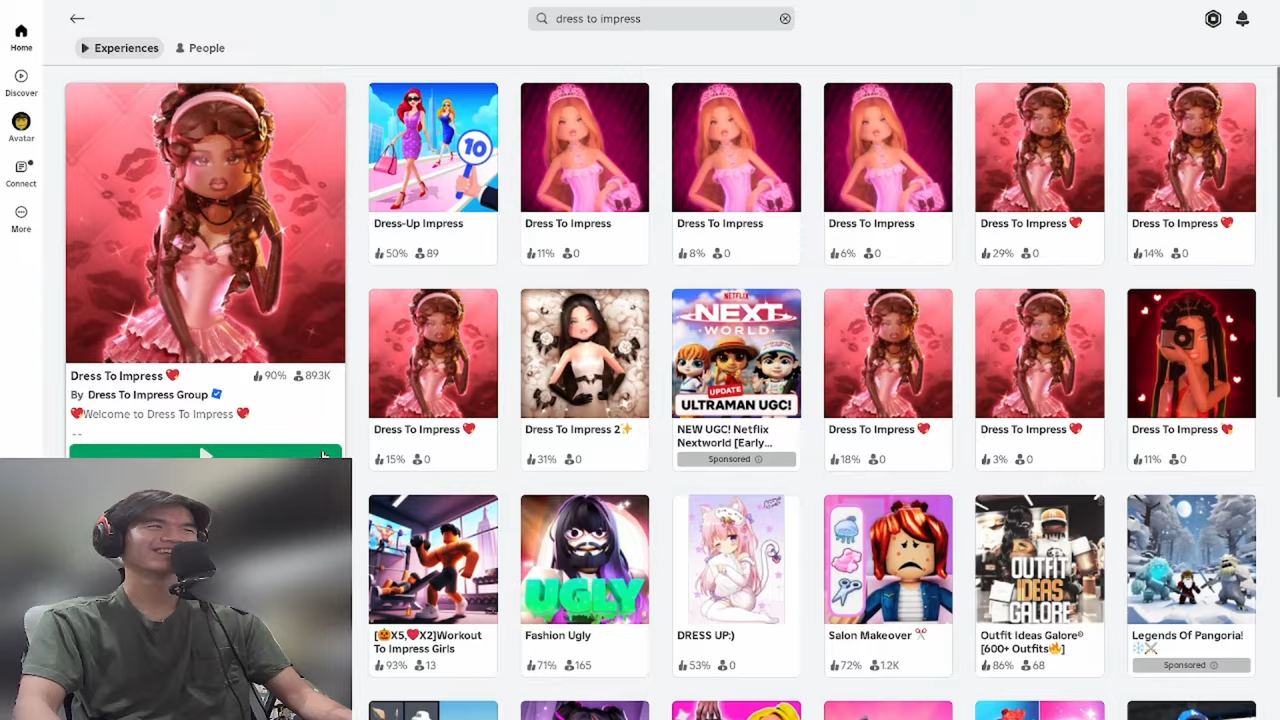 dress to impress
Experiences
People
Home
Discover
Avatar
Connect
More
Dress To Impress 💖
90% 89.3K
By Dress To Impress Group
💖Welcome to Dress To Impress 💖
--
10
Dress-Up Impress
50% 89
Dress To Impress
11% 0
Dress To Impress
8% 0
Dress To Impress
6% 0
Dress To Impress 💖
29% 0
Dress To Impress 💖
14% 0
Dress To Impress 💖
15% 0
Dress To Impress 2✨
31% 0
NETFLIX
NEXT
WORLD
UPDATE
ULTRAMAN UGC!
NEW UGC! Netflix
Nextworld [Early...
Sponsored
Dress To Impress 💖
18% 0
Dress To Impress 💖
3% 0
Dress To Impress 💖
11% 0
[🎃X5,❤️X2]Workout
To Impress Girls
93% 13
UGLY
Fashion Ugly
71% 165
DRESS UP:)
53% 0
Salon Makeover ✂️
72% 1.2K
OUTFIT
IDEAS
GALORE
Outfit Ideas Galore®
[600+ Outfits🔥]
86% 68
Legends Of Pangoria!
❄️⚔️
Sponsored